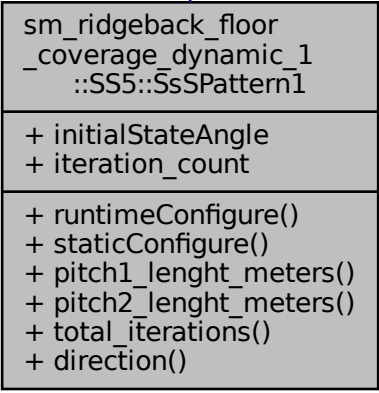 sm_ridgeback_floor
_coverage_dynamic_1
::SS5::SsSPattern1
+ initialStateAngle
+ iteration_count
+ runtimeConfigure()
+ staticConfigure()
+ pitch1_lenght_meters()
+ pitch2_lenght_meters()
+ total_iterations()
+ direction()